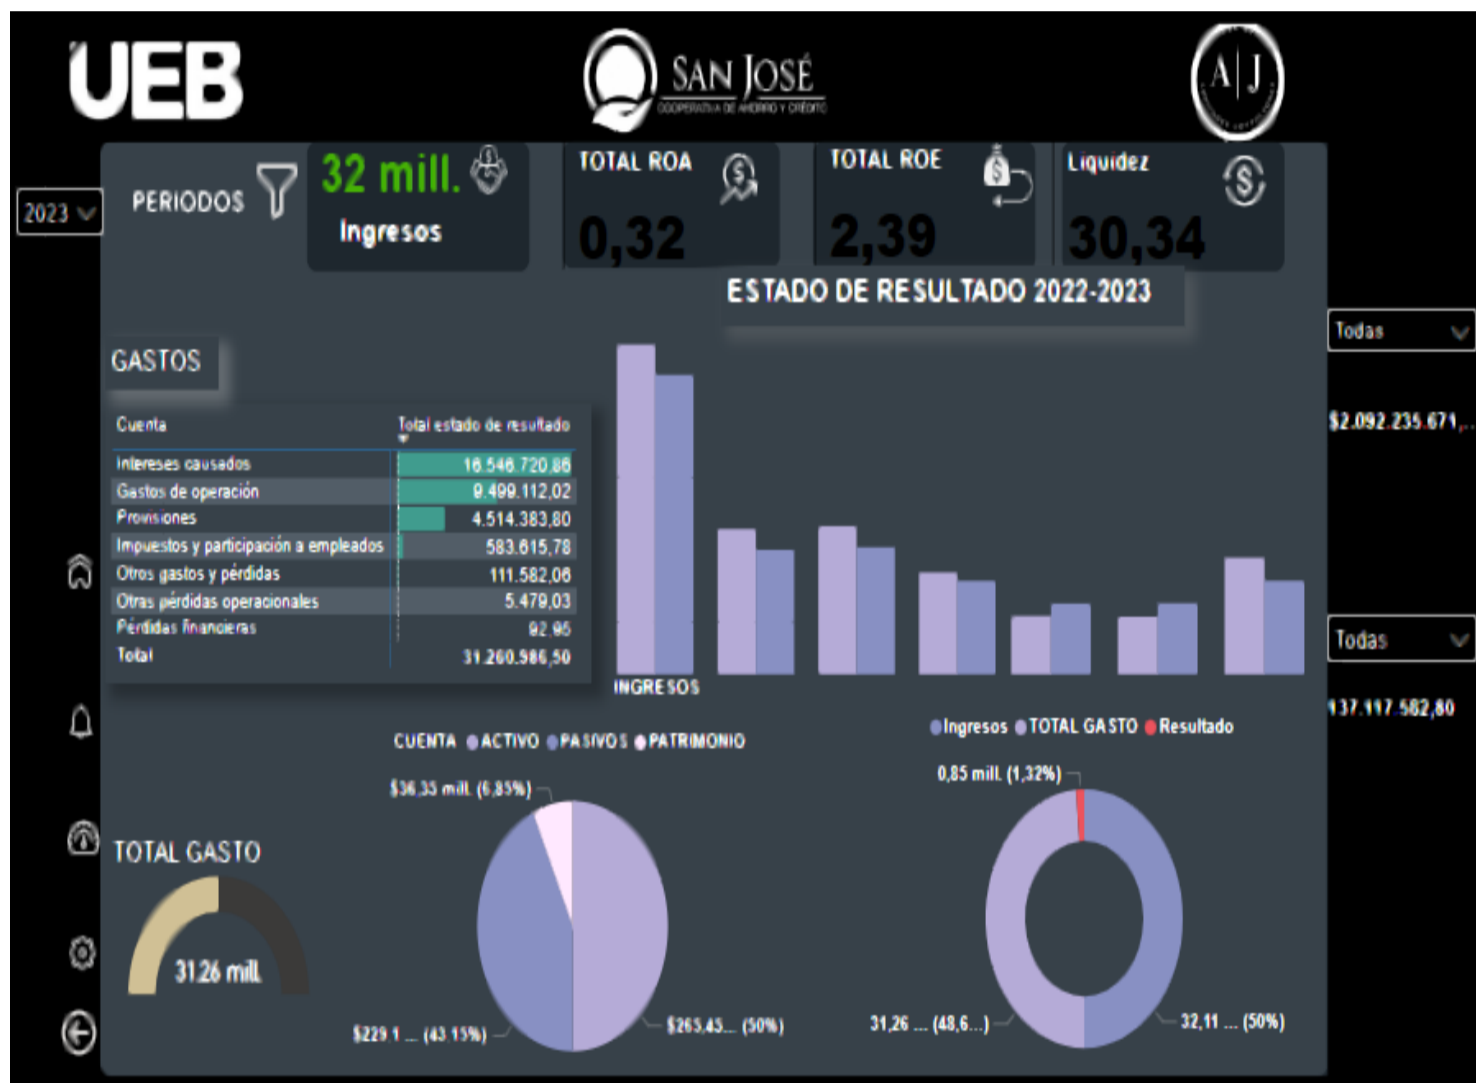 UEB
SAN JOSÉ
COOPERATIVA DE AHORRO Y CRÉDITO
A|J
2023
PERIODOS
32 mill.
Ingresos
TOTAL ROA
0,32
TOTAL ROE
2,39
Liquidez
30,34
ESTADO DE RESULTADO 2022-2023
Todas
$2.092.235.671,...
Todas
137.117.582,80
GASTOS
Cuenta Total estado de resultado
Intereses causados 16.546.720,86
Gastos de operación 9.499.112,02
Provisiones 4.514.383,80
Impuestos y participación a empleados 583.615,78
Otros gastos y pérdidas 111.582,06
Otras pérdidas operacionales 5.479,03
Pérdidas financieras 92,95
Total 31.260.986,50
INGRESOS
CUENTA ACTIVO PASIVOS PATRIMONIO
$36,35 mill. (6,85%)
$229,1 ... (43,15%)
$265,45... (50%)
Ingresos TOTAL GASTO Resultado
0,85 mill. (1,32%)
31,26 ... (48,6...)
32,11 ... (50%)
TOTAL GASTO
31,26 mill.